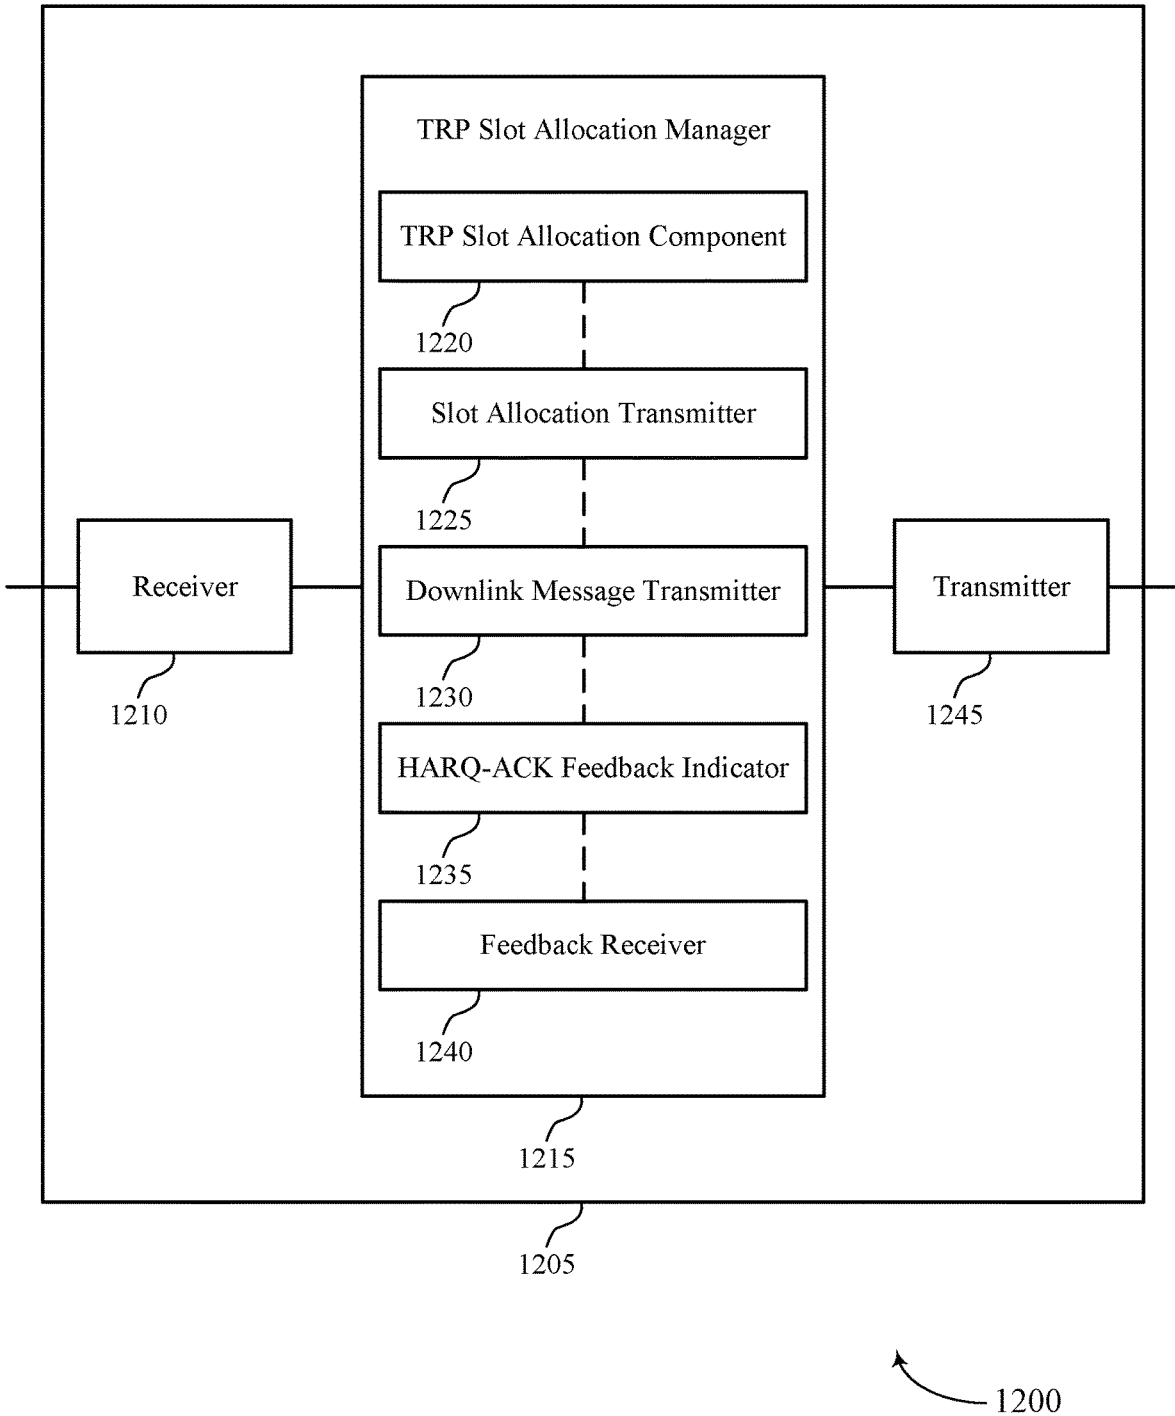 TRP Slot Allocation Manager
TRP Slot Allocation Component
1220
Slot Allocation Transmitter
1225
Receiver
1210
Downlink Message Transmitter
1230
Transmitter
1245
HARQ-ACK Feedback Indicator
1235
Feedback Receiver
1240
1215
1205
1200